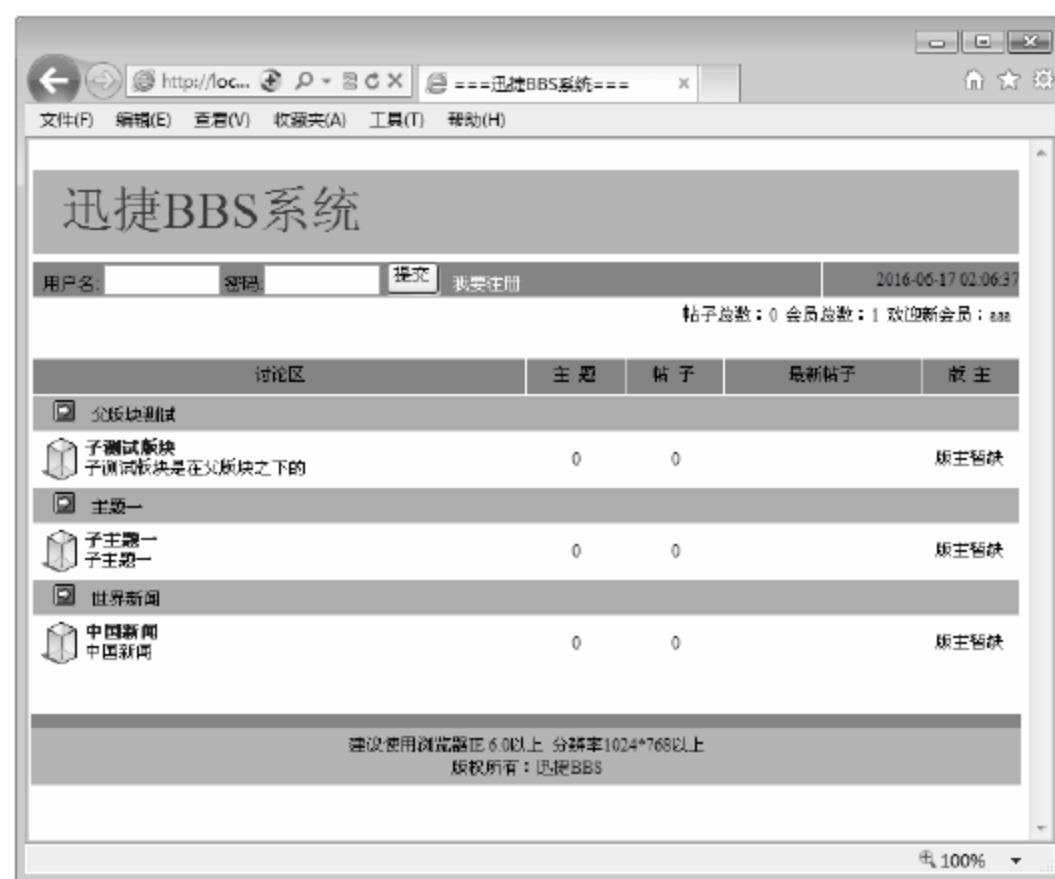 http://loc... ===迅捷BBS系统===
文件(F) 编辑(E) 查看(V) 收藏夹(A) 工具(T) 帮助(H)
迅捷BBS系统
用户名: 密码: 提交 我要注册 2016-06-17 02:06:37
帖子总数：0 会员总数：1 欢迎新会员：aaa
讨论区 主 题 帖 子 最新帖子 版 主
父版块测试
子测试版块
子测试版块是在父版块之下的 0 0 版主暂缺
主题一
子主题一
子主题一 0 0 版主暂缺
世界新闻
中国新闻
中国新闻 0 0 版主暂缺
建议使用浏览器IE 6.0以上 分辨率1024*768以上
版权所有：迅捷BBS
100%